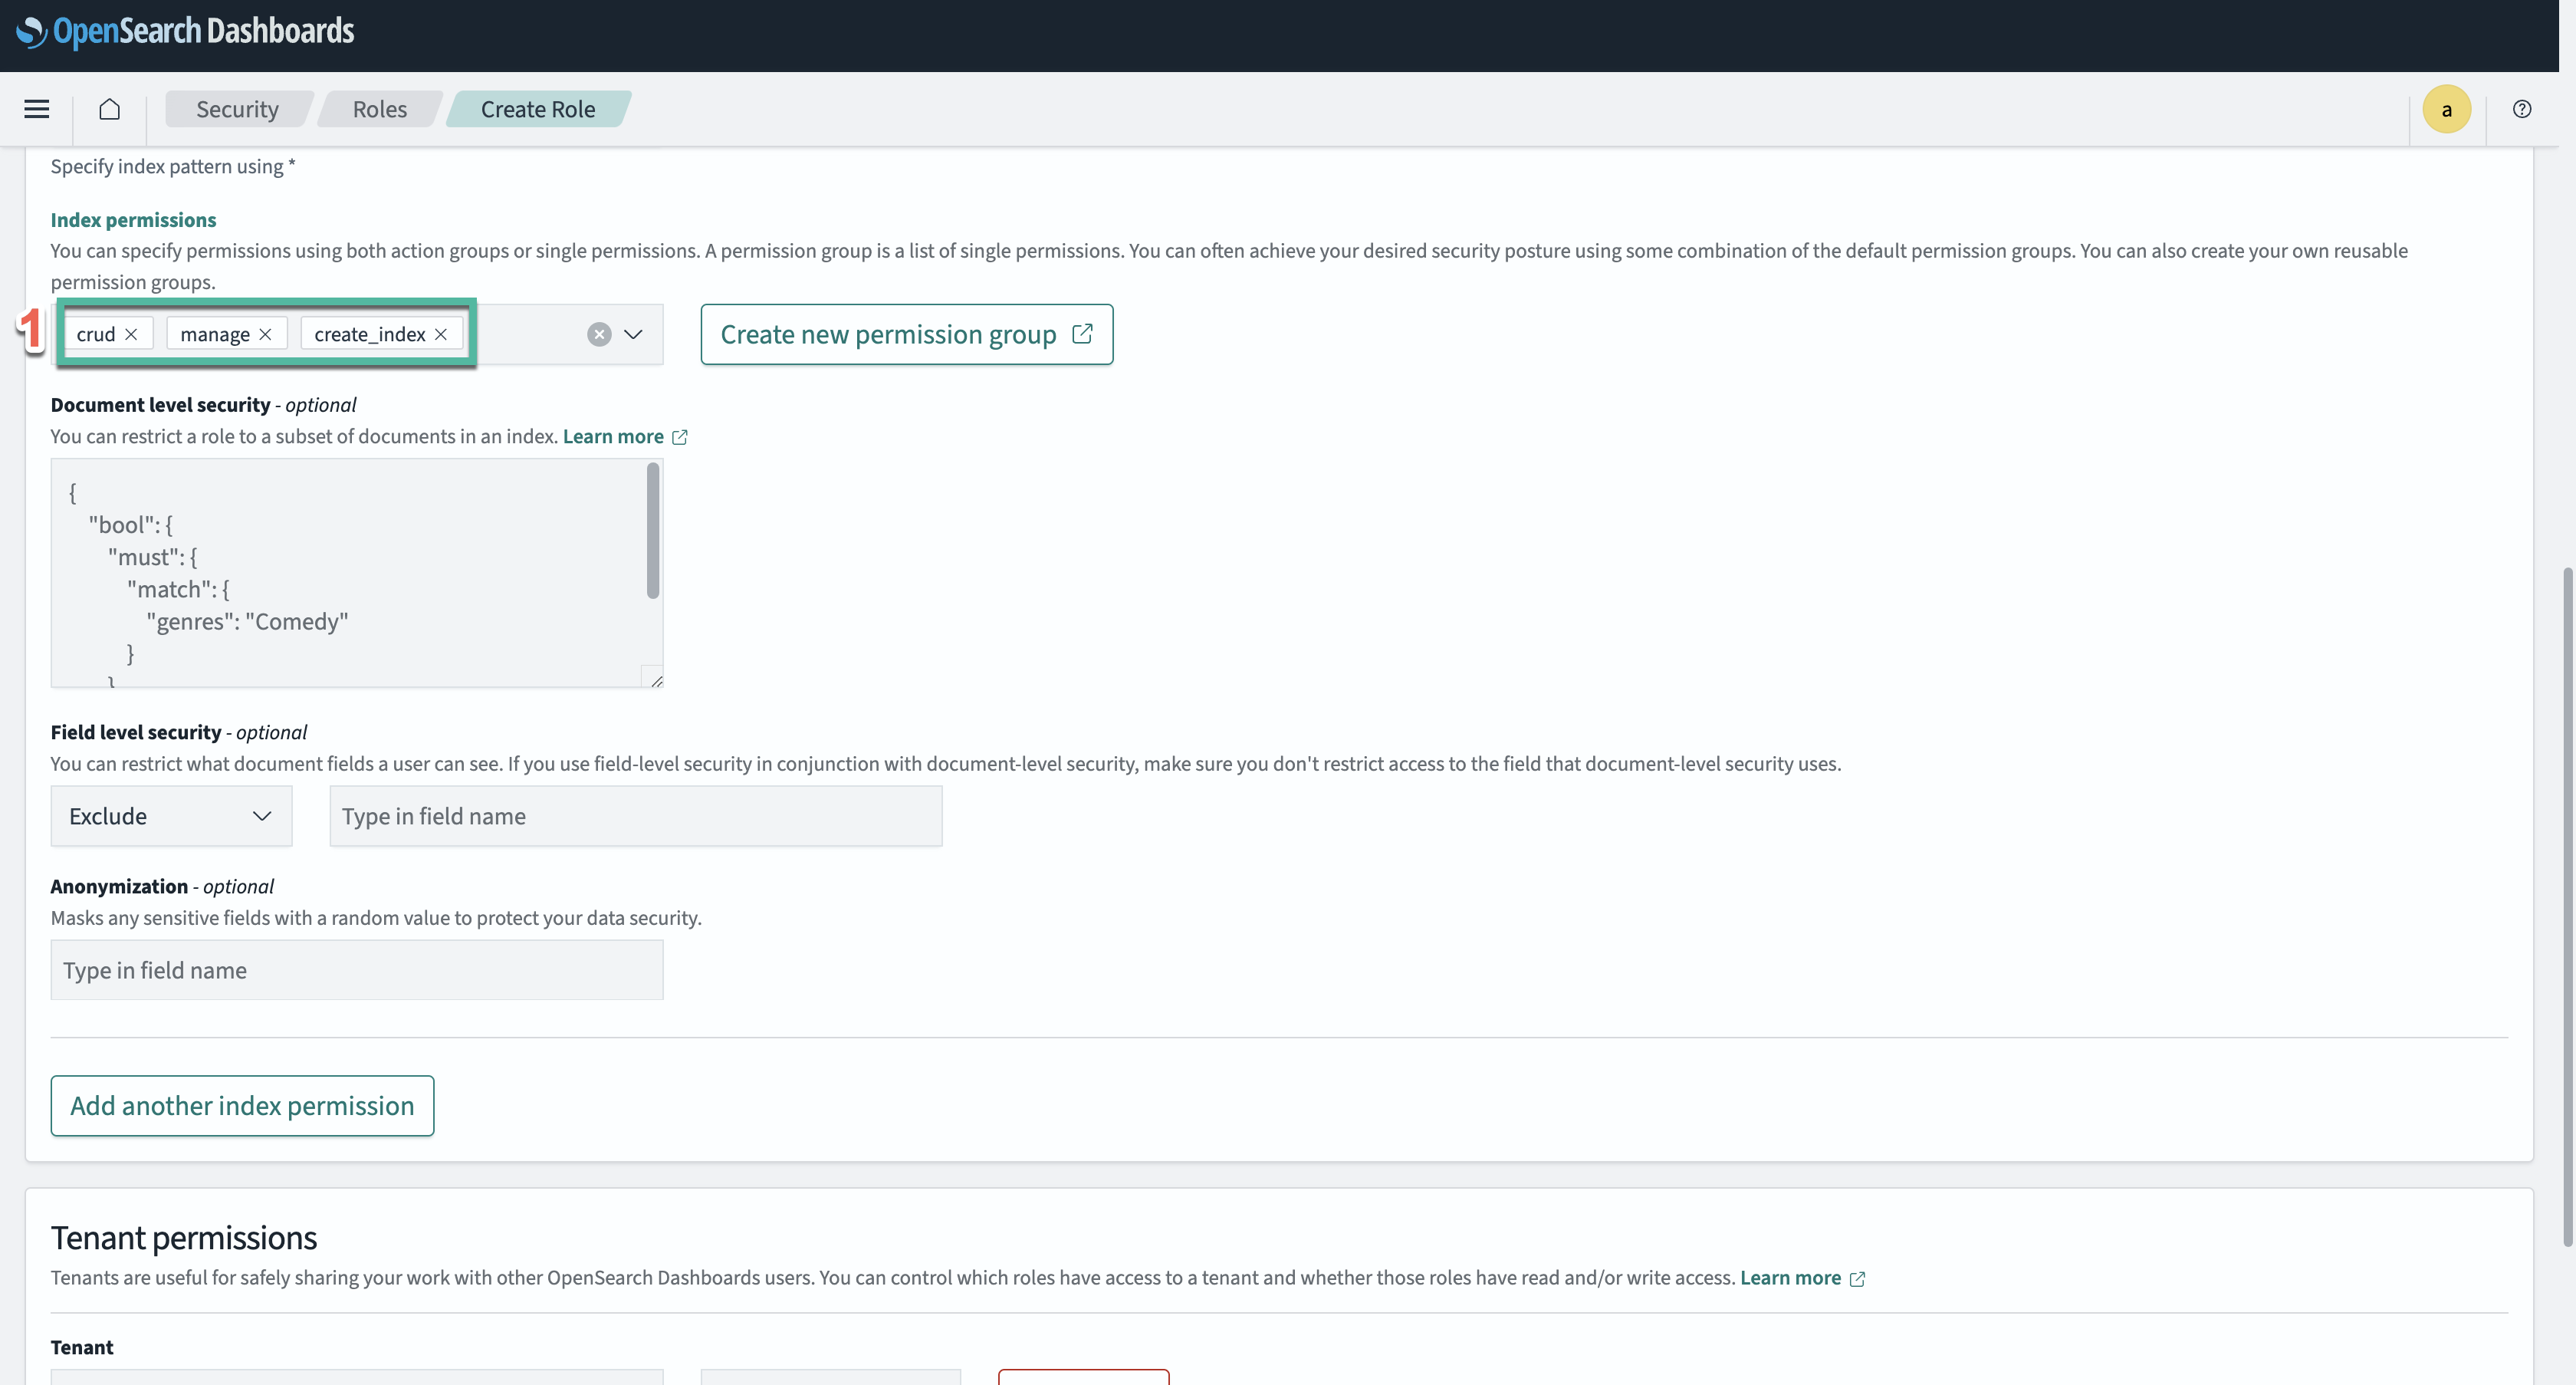 OpenSearch Dashboards
Security
Roles
Create Role
a
Specify index pattern using *
Index permissions
You can specify permissions using both action groups or single permissions. A permission group is a list of single permissions. You can often achieve your desired security posture using some combination of the default permission groups. You can also create your own reusable
permission groups.
1
crud
manage
create_index
Create new permission group
Document level security - optional
You can restrict a role to a subset of documents in an index. Learn more
{
"bool": {
"must": {
"match": {
"genres": "Comedy"
}
}
Field level security - optional
You can restrict what document fields a user can see. If you use field-level security in conjunction with document-level security, make sure you don't restrict access to the field that document-level security uses.
Exclude
Type in field name
Anonymization - optional
Masks any sensitive fields with a random value to protect your data security.
Type in field name
Add another index permission
Tenant permissions
Tenants are useful for safely sharing your work with other OpenSearch Dashboards users. You can control which roles have access to a tenant and whether those roles have read and/or write access. Learn more
Tenant